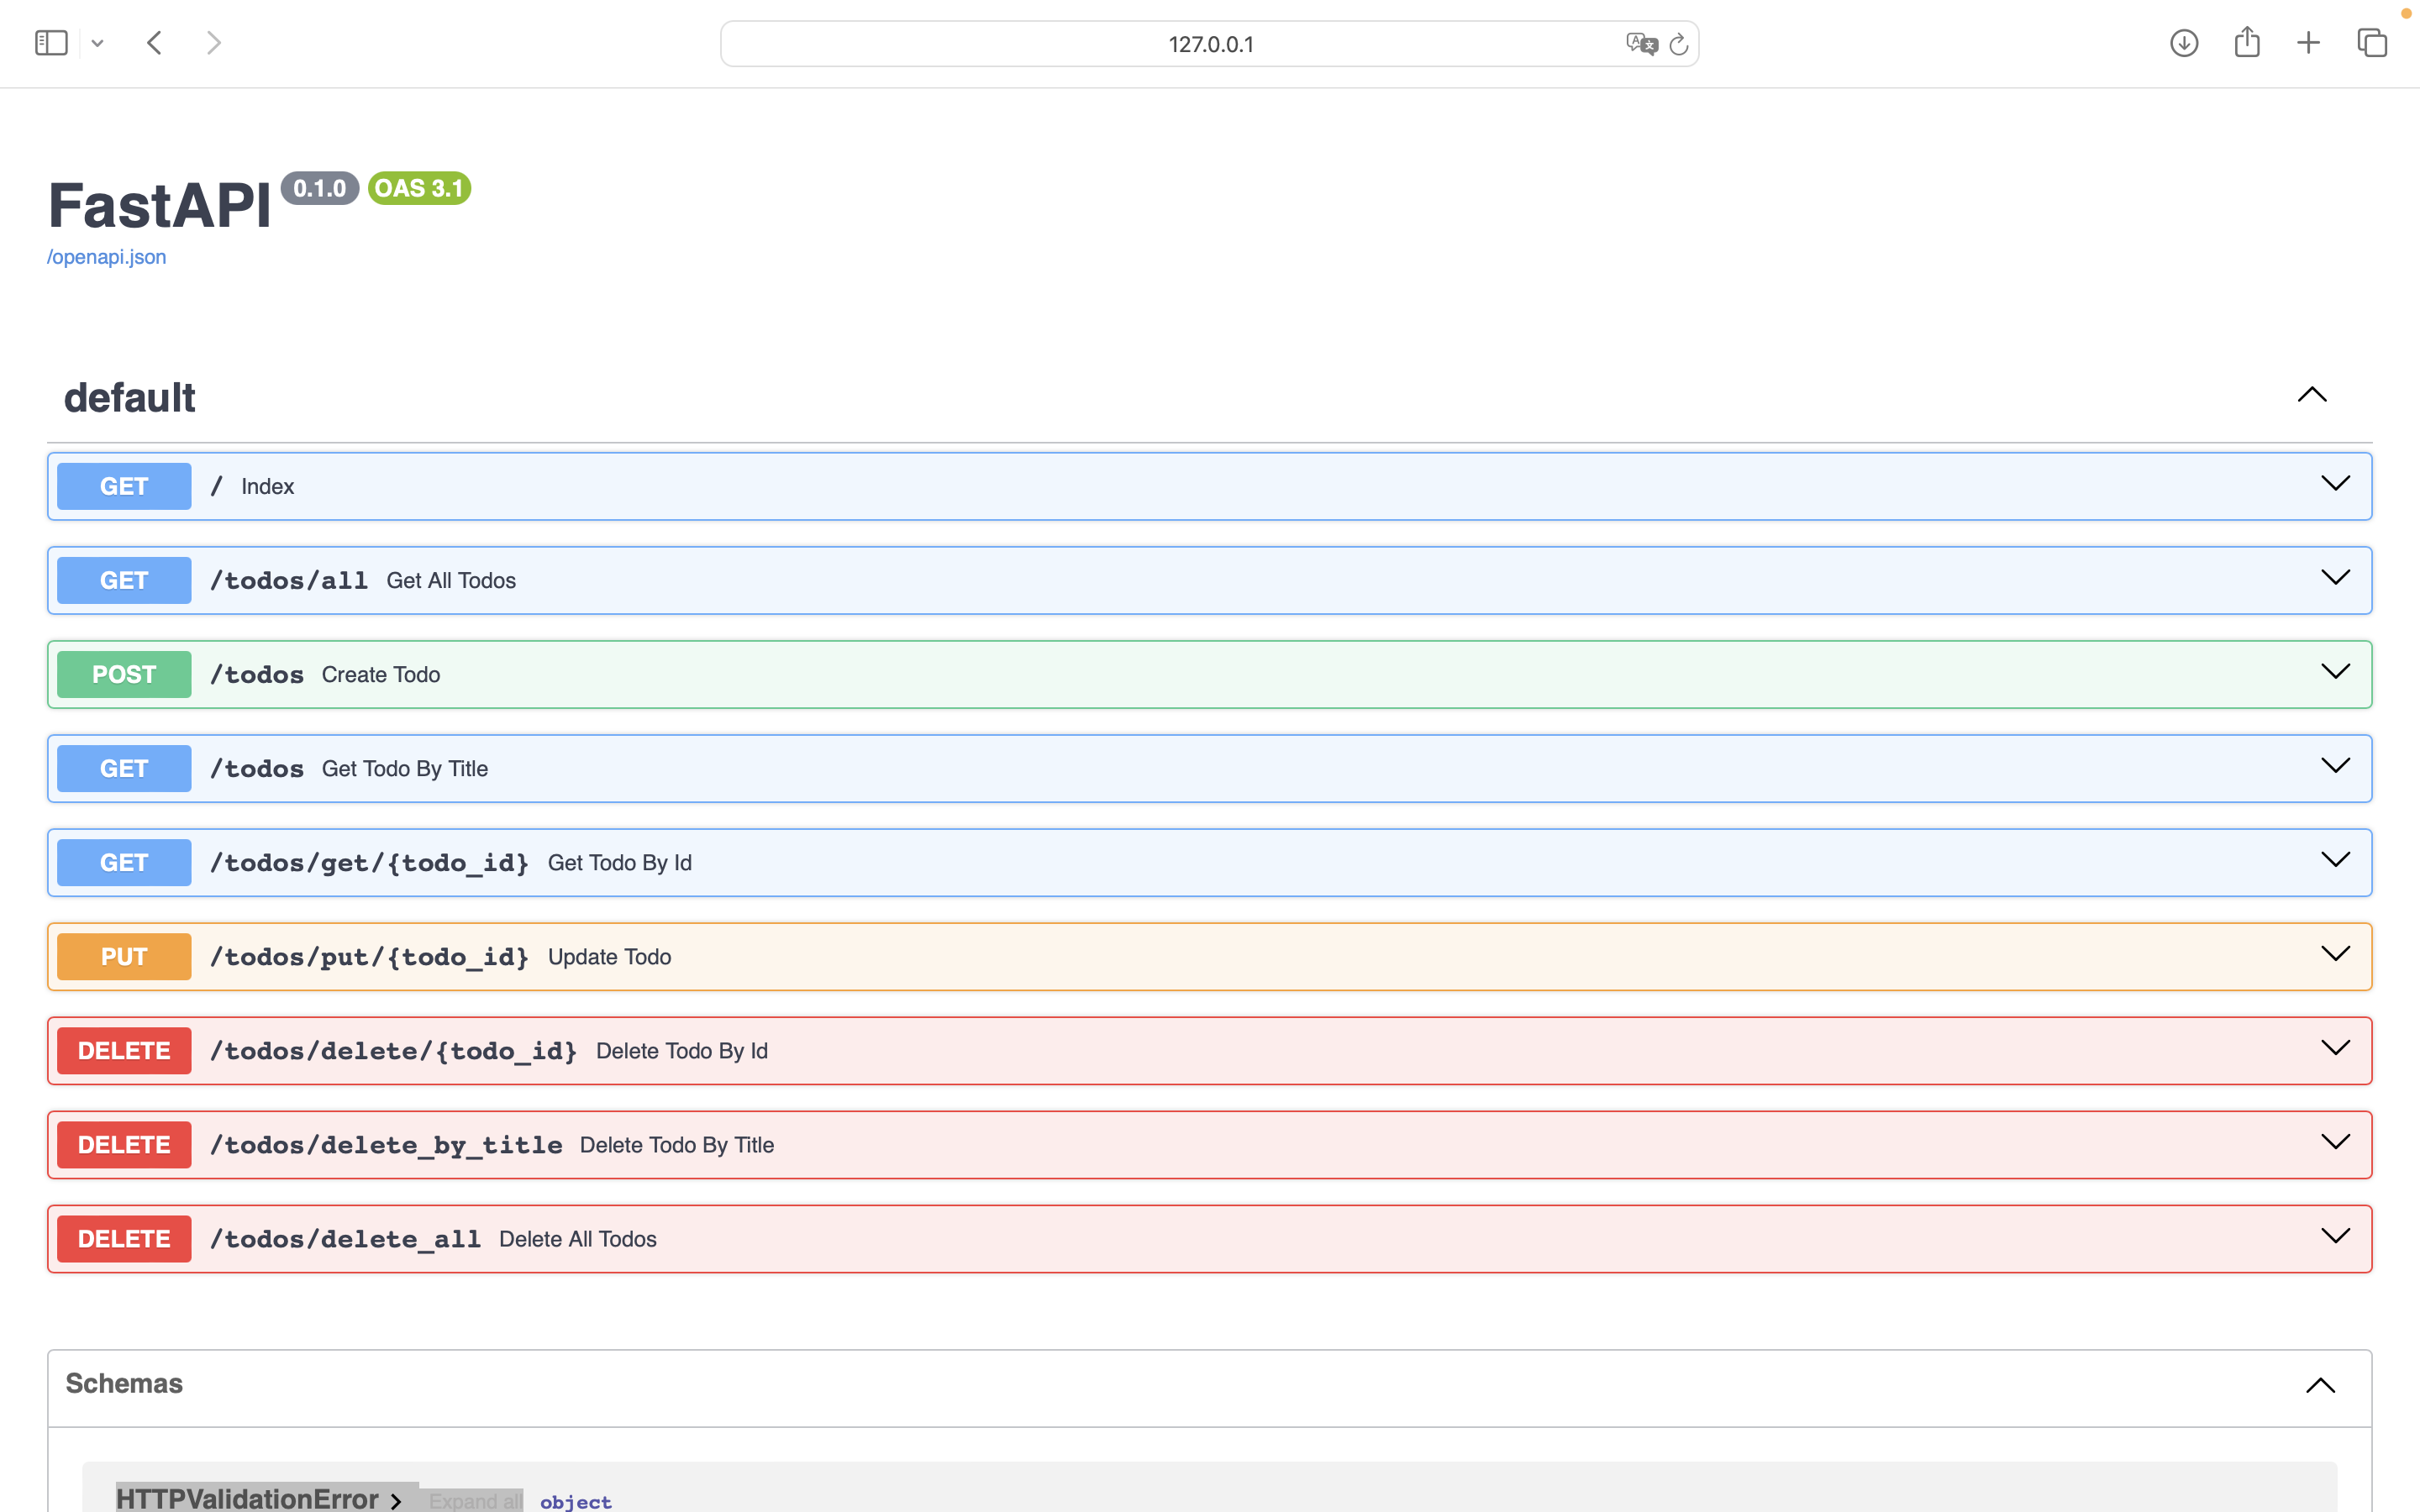 127.0.0.1
FastAPI 0.1.0 OAS 3.1
/openapi.json
default
GET / Index
GET /todos/all Get All Todos
POST /todos Create Todo
GET /todos Get Todo By Title
GET /todos/get/{todo_id} Get Todo By Id
PUT /todos/put/{todo_id} Update Todo
DELETE /todos/delete/{todo_id} Delete Todo By Id
DELETE /todos/delete_by_title Delete Todo By Title
DELETE /todos/delete_all Delete All Todos
Schemas
HTTPValidationError Expand all object